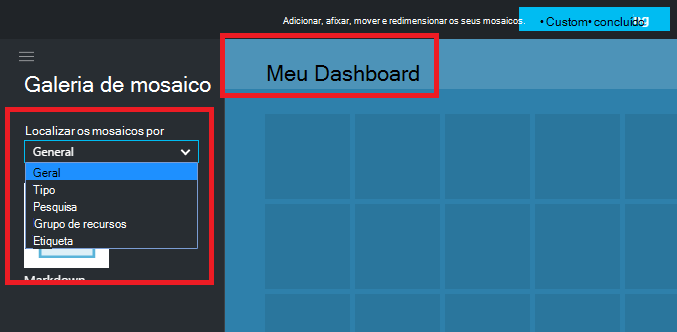 Adicionar, afixar, mover e redimensionar os seus mosaicos.
• Custom• concluído
Galeria de mosaico
Meu Dashboard
Localizar os mosaicos por
General
Geral
Tipo
Pesquisa
Grupo de recursos
Etiqueta
Markdown